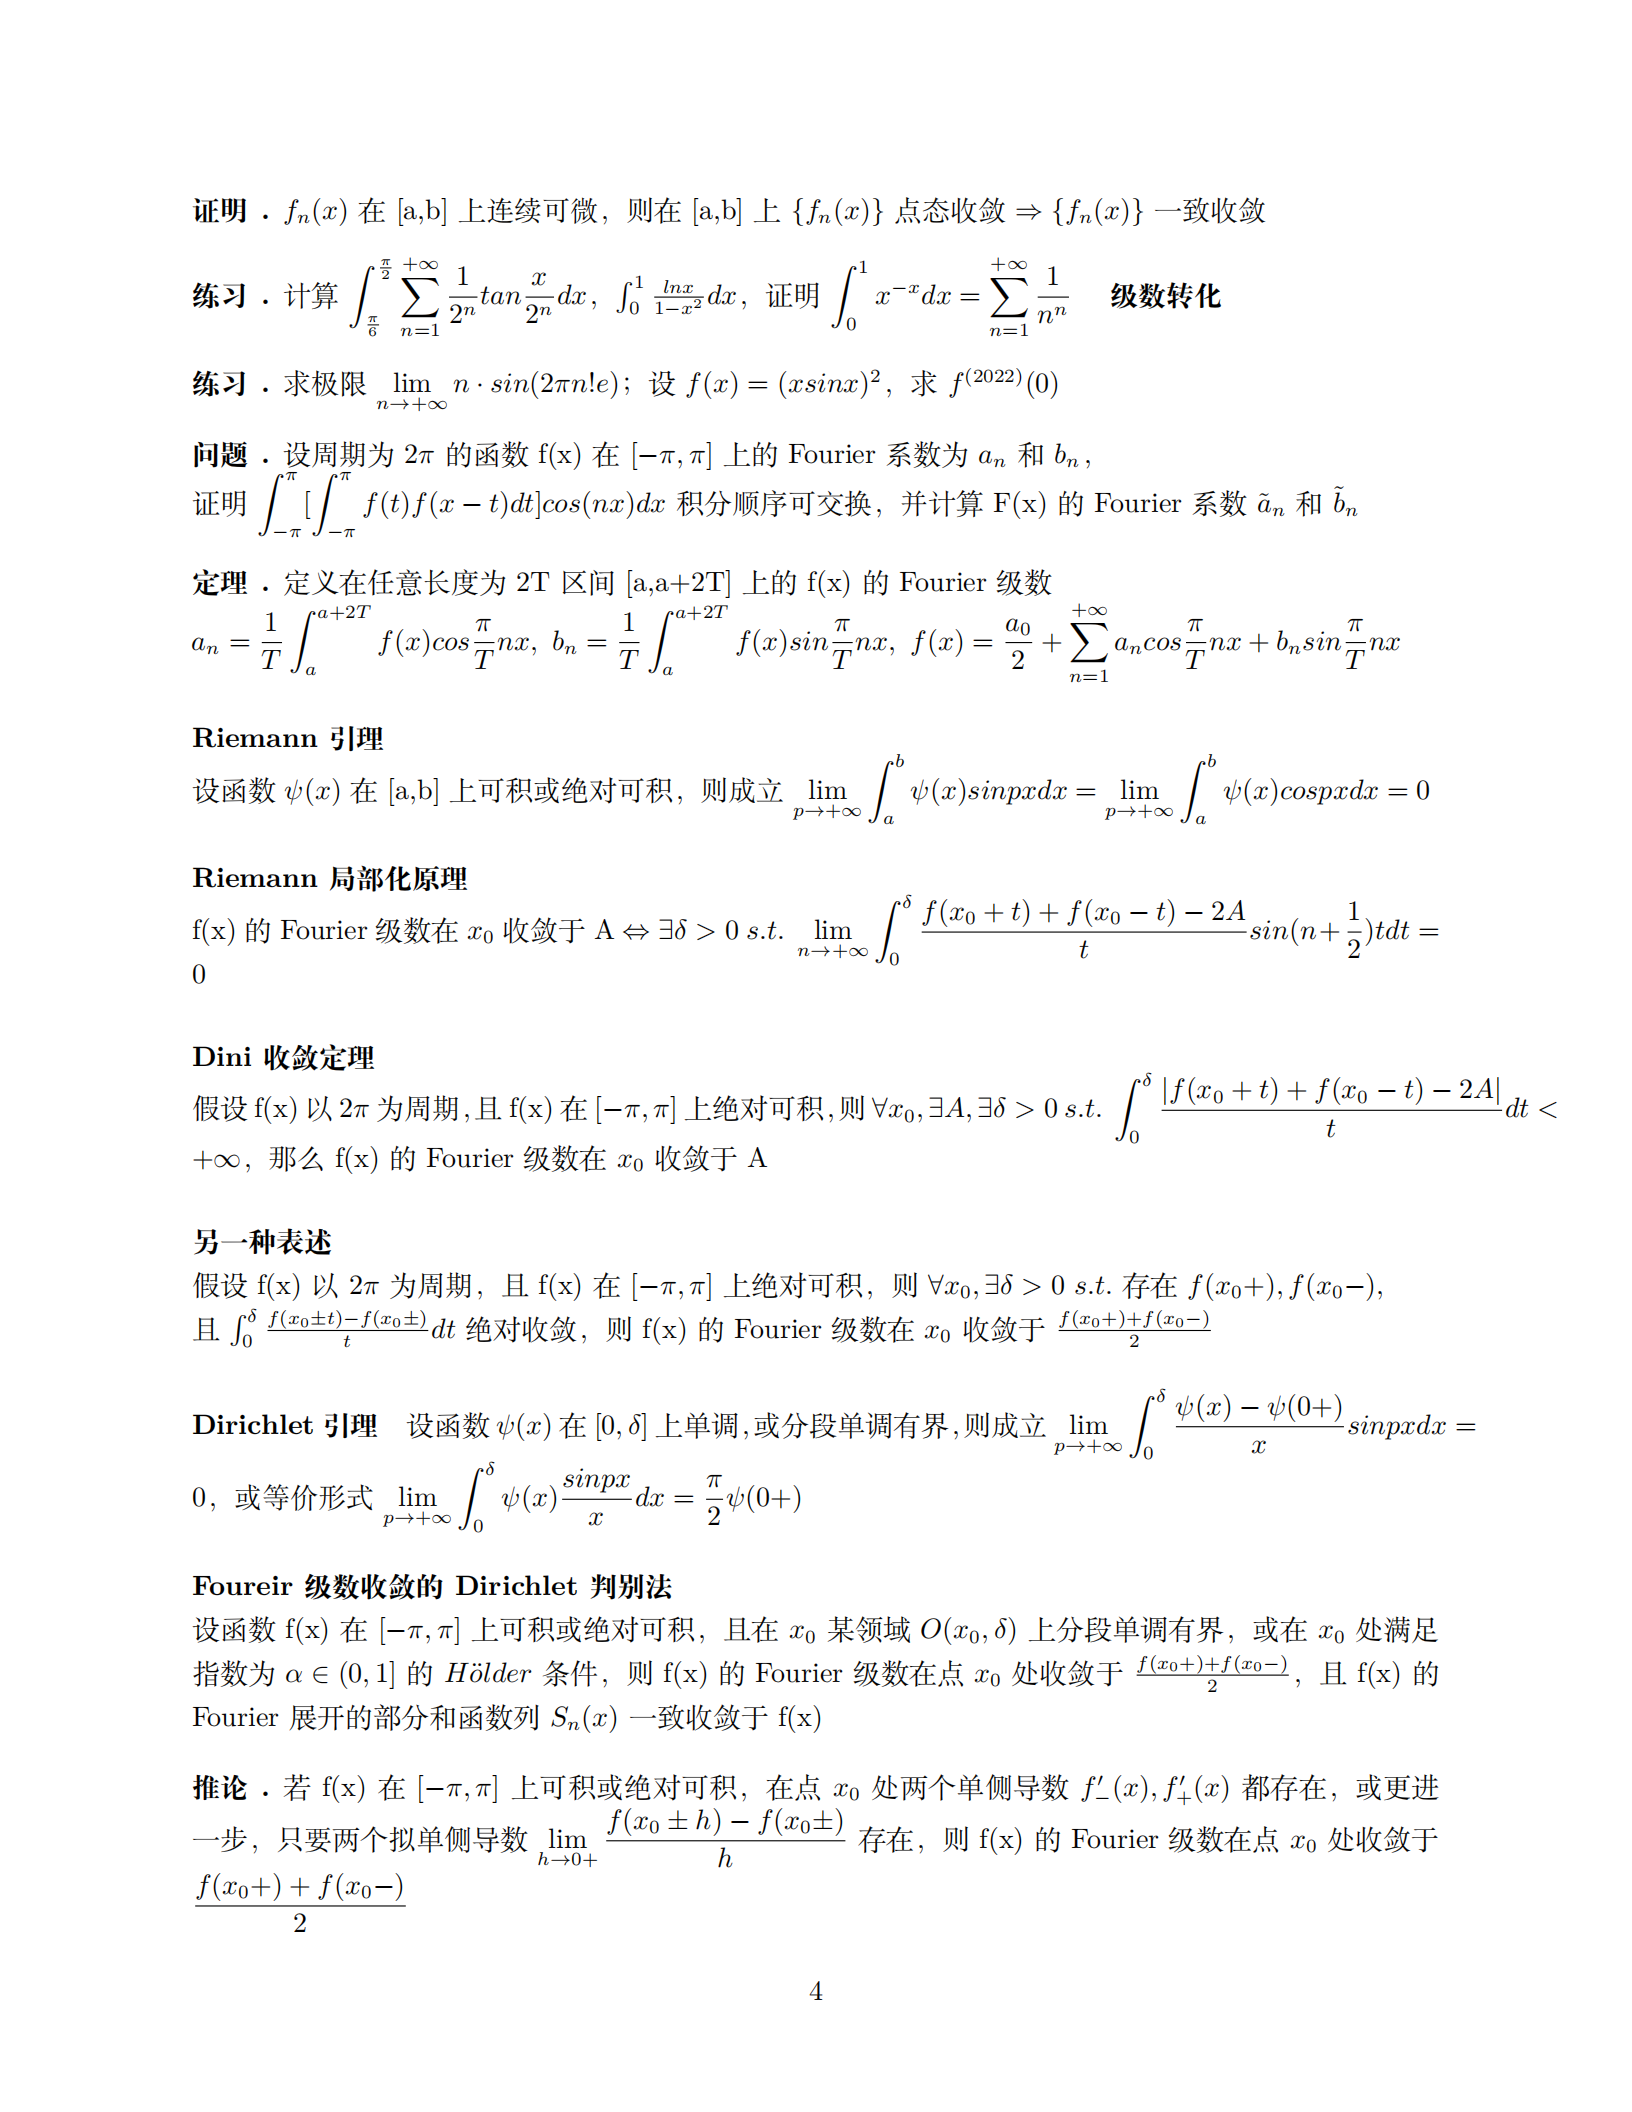 证明 . $f_n(x)$ 在 [a,b] 上连续可微，则在 [a,b] 上 $\{f_n(x)\}$ 点态收敛 $\Rightarrow \{f_n(x)\}$ 一致收敛
练习 . 计算 $\int_{\frac{\pi}{6}}^{\frac{\pi}{2}} \sum_{n=1}^{+\infty} \frac{1}{2^n} tan\frac{x}{2^n}dx$，$\int_0^1 \frac{lnx}{1-x^2}dx$，证明 $\int_0^1 x^{-x}dx = \sum_{n=1}^{+\infty} \frac{1}{n^n}$ 级数转化
练习 . 求极限 $\lim_{n\to+\infty} n \cdot sin(2\pi n!e)$；设 $f(x) = (xsinx)^2$，求 $f^{(2022)}(0)$
问题 . 设周期为 $2\pi$ 的函数 f(x) 在 $[-\pi, \pi]$ 上的 Fourier 系数为 $a_n$ 和 $b_n$，
证明 $\int_{-\pi}^{\pi} [\int_{-\pi}^{\pi} f(t)f(x-t)dt]cos(nx)dx$ 积分顺序可交换，并计算 F(x) 的 Fourier 系数 $\tilde{a}_n$ 和 $\tilde{b}_n$
定理 . 定义在任意长度为 2T 区间 [a,a+2T] 上的 f(x) 的 Fourier 级数
$a_n = \frac{1}{T} \int_a^{a+2T} f(x)cos\frac{\pi}{T}nx$，$b_n = \frac{1}{T} \int_a^{a+2T} f(x)sin\frac{\pi}{T}nx$，$f(x) = \frac{a_0}{2} + \sum_{n=1}^{+\infty} a_n cos\frac{\pi}{T}nx + b_n sin\frac{\pi}{T}nx$
Riemann 引理
设函数 $\psi(x)$ 在 [a,b] 上可积或绝对可积，则成立 $\lim_{p\to+\infty} \int_a^b \psi(x)sinpxdx = \lim_{p\to+\infty} \int_a^b \psi(x)cospxdx = 0$
Riemann 局部化原理
f(x) 的 Fourier 级数在 $x_0$ 收敛于 A $\Leftrightarrow \exists\delta > 0\ s.t.\ \lim_{n\to+\infty} \int_0^{\delta} \frac{f(x_0+t)+f(x_0-t)-2A}{t} sin(n+\frac{1}{2})tdt =$
0
Dini 收敛定理
假设 f(x) 以 $2\pi$ 为周期，且 f(x) 在 $[-\pi, \pi]$ 上绝对可积，则 $\forall x_0, \exists A, \exists\delta > 0\ s.t.\ \int_0^{\delta} \frac{|f(x_0+t)+f(x_0-t)-2A|}{t}dt <$
$+\infty$，那么 f(x) 的 Fourier 级数在 $x_0$ 收敛于 A
另一种表述
假设 f(x) 以 $2\pi$ 为周期，且 f(x) 在 $[-\pi, \pi]$ 上绝对可积，则 $\forall x_0, \exists\delta > 0\ s.t.$ 存在 $f(x_0+), f(x_0-)$，
且 $\int_0^{\delta} \frac{f(x_0\pm t)-f(x_0\pm)}{t}dt$ 绝对收敛，则 f(x) 的 Fourier 级数在 $x_0$ 收敛于 $\frac{f(x_0+)+f(x_0-)}{2}$
Dirichlet 引理 设函数 $\psi(x)$ 在 $[0, \delta]$ 上单调，或分段单调有界，则成立 $\lim_{p\to+\infty} \int_0^{\delta} \frac{\psi(x)-\psi(0+)}{x} sinpxdx =$
0，或等价形式 $\lim_{p\to+\infty} \int_0^{\delta} \psi(x)\frac{sinpx}{x}dx = \frac{\pi}{2}\psi(0+)$
Foureir 级数收敛的 Dirichlet 判别法
设函数 f(x) 在 $[-\pi, \pi]$ 上可积或绝对可积，且在 $x_0$ 某领域 $O(x_0, \delta)$ 上分段单调有界，或在 $x_0$ 处满足
指数为 $\alpha \in (0, 1]$ 的 Hölder 条件，则 f(x) 的 Fourier 级数在点 $x_0$ 处收敛于 $\frac{f(x_0+)+f(x_0-)}{2}$，且 f(x) 的
Fourier 展开的部分和函数列 $S_n(x)$ 一致收敛于 f(x)
推论 . 若 f(x) 在 $[-\pi, \pi]$ 上可积或绝对可积，在点 $x_0$ 处两个单侧导数 $f'_-(x), f'_+(x)$ 都存在，或更进
一步，只要两个拟单侧导数 $\lim_{h\to0+} \frac{f(x_0\pm h)-f(x_0\pm)}{h}$ 存在，则 f(x) 的 Fourier 级数在点 $x_0$ 处收敛于
$\frac{f(x_0+)+f(x_0-)}{2}$
4